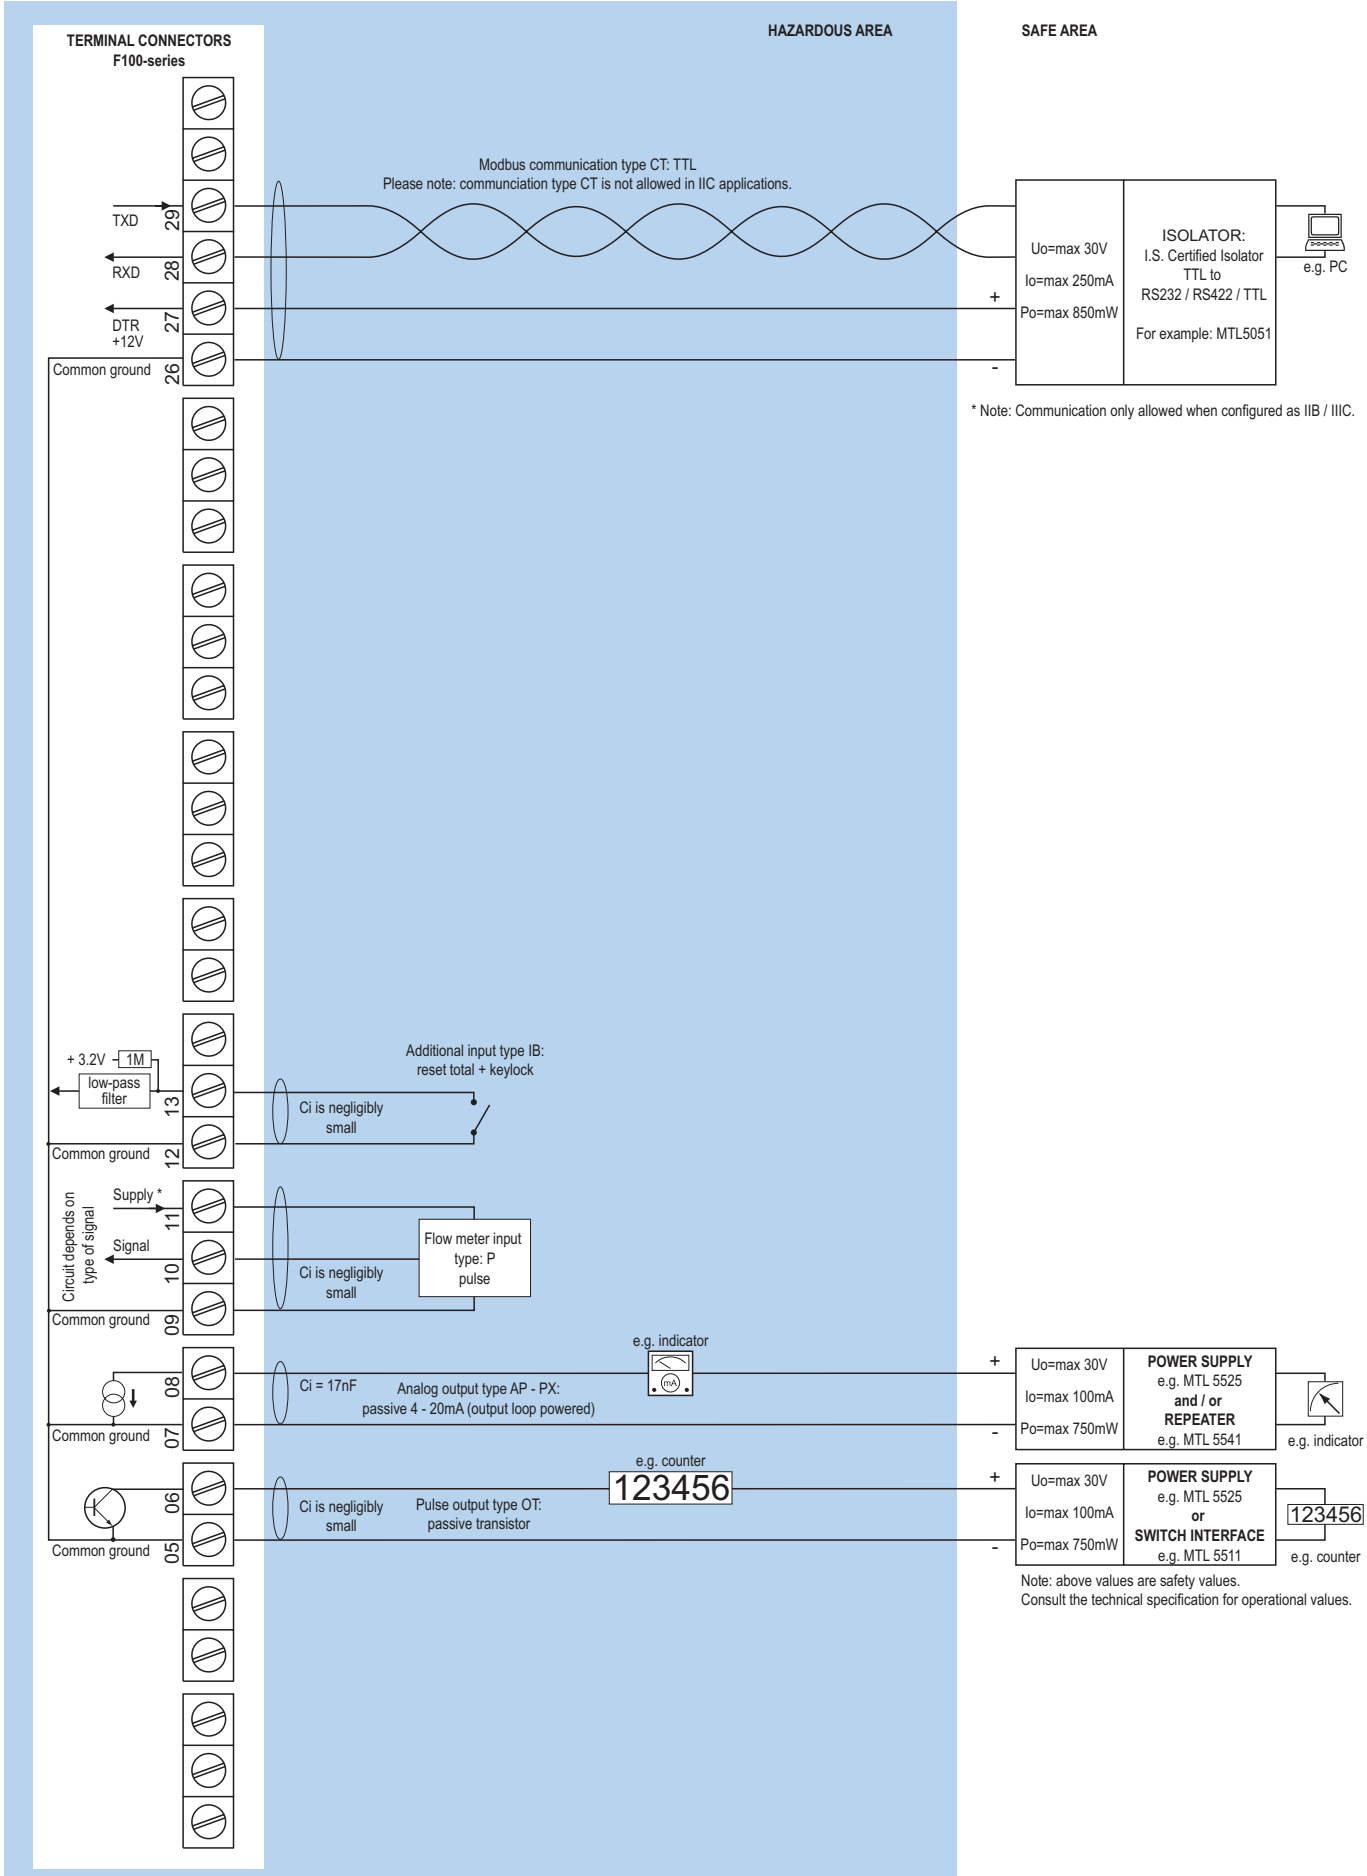 HAZARDOUS AREA
SAFE AREA
TERMINAL CONNECTORS
F100-series
Modbus communication type CT: TTL
Please note: communciation type CT is not allowed in IIC applications.
TXD
29
RXD
28
DTR
+12V
27
Common ground
26
+
-
Uo=max 30V
Io=max 250mA
Po=max 850mW
ISOLATOR:
I.S. Certified Isolator
TTL to
RS232 / RS422 / TTL
For example: MTL5051
e.g. PC
* Note: Communication only allowed when configured as IIB / IIIC.
+ 3.2V
1M
low-pass
filter
13
Common ground
12
Additional input type IB:
reset total + keylock
Ci is negligibly
small
Circuit depends on
type of signal
Supply *
11
Signal
10
Common ground
09
Ci is negligibly
small
Flow meter input
type: P
pulse
08
Common ground
07
Ci = 17nF
Analog output type AP - PX:
passive 4 - 20mA (output loop powered)
e.g. indicator
mA
+
-
Uo=max 30V
Io=max 100mA
Po=max 750mW
POWER SUPPLY
e.g. MTL 5525
and / or
REPEATER
e.g. MTL 5541
e.g. indicator
06
Common ground
05
Ci is negligibly
small
Pulse output type OT:
passive transistor
e.g. counter
123456
+
-
Uo=max 30V
Io=max 100mA
Po=max 750mW
POWER SUPPLY
e.g. MTL 5525
or
SWITCH INTERFACE
e.g. MTL 5511
123456
e.g. counter
Note: above values are safety values.
Consult the technical specification for operational values.